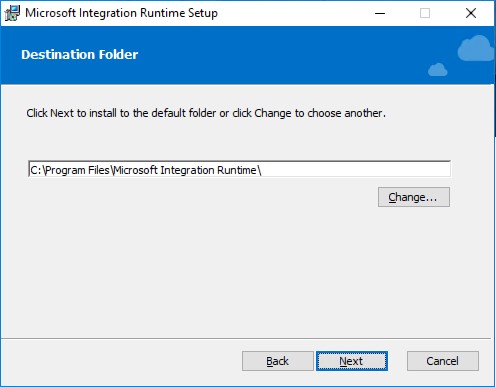 Microsoft Integration Runtime Setup
Destination Folder
Click Next to install to the default folder or click Change to choose another.
C:\Program Files\Microsoft Integration Runtime\
Change...
Back Next Cancel